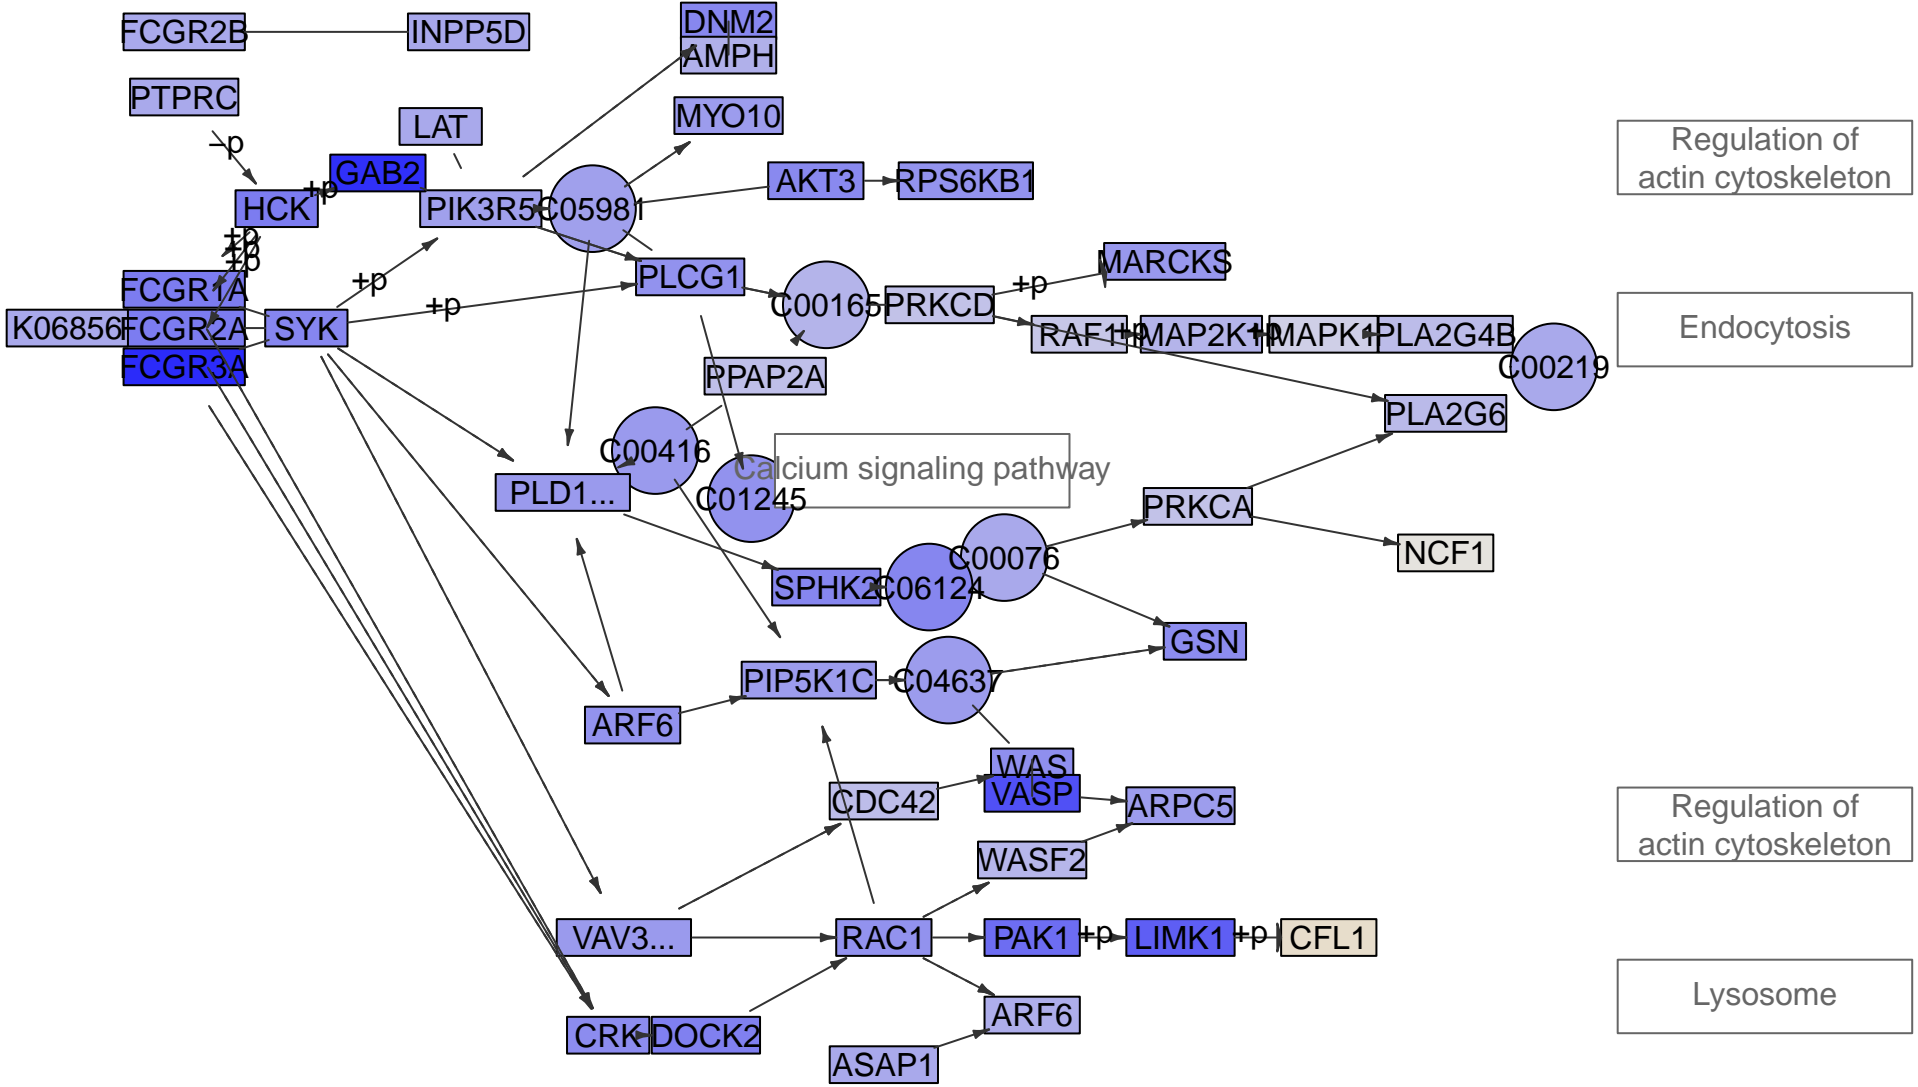 FCGR2B
INPP5D
DNM2
AMPH
PTPRC
LAT
MYO10
−p
GAB2
+p
HCK
PIK3R5
C05981
AKT3
RPS6KB1
Regulation of
actin cytoskeleton
+p
+p
+p
FCGR1A
+p
PLCG1
MARCKS
+p
C00165
PRKCD
+p
K06856
FCGR2A
SYK
RAF1
+p
MAP2K1
+p
MAPK1
PLA2G4B
Endocytosis
FCGR3A
PPAP2A
C00219
PLA2G6
C00416
Calcium signaling pathway
PLD1...
C01245
PRKCA
NCF1
C00076
SPHK2
C06124
GSN
PIP5K1C
C04637
ARF6
WAS
VASP
CDC42
ARPC5
Regulation of
actin cytoskeleton
WASF2
VAV3...
RAC1
PAK1
+p
LIMK1
+p
CFL1
Lysosome
ARF6
CRK
DOCK2
ASAP1